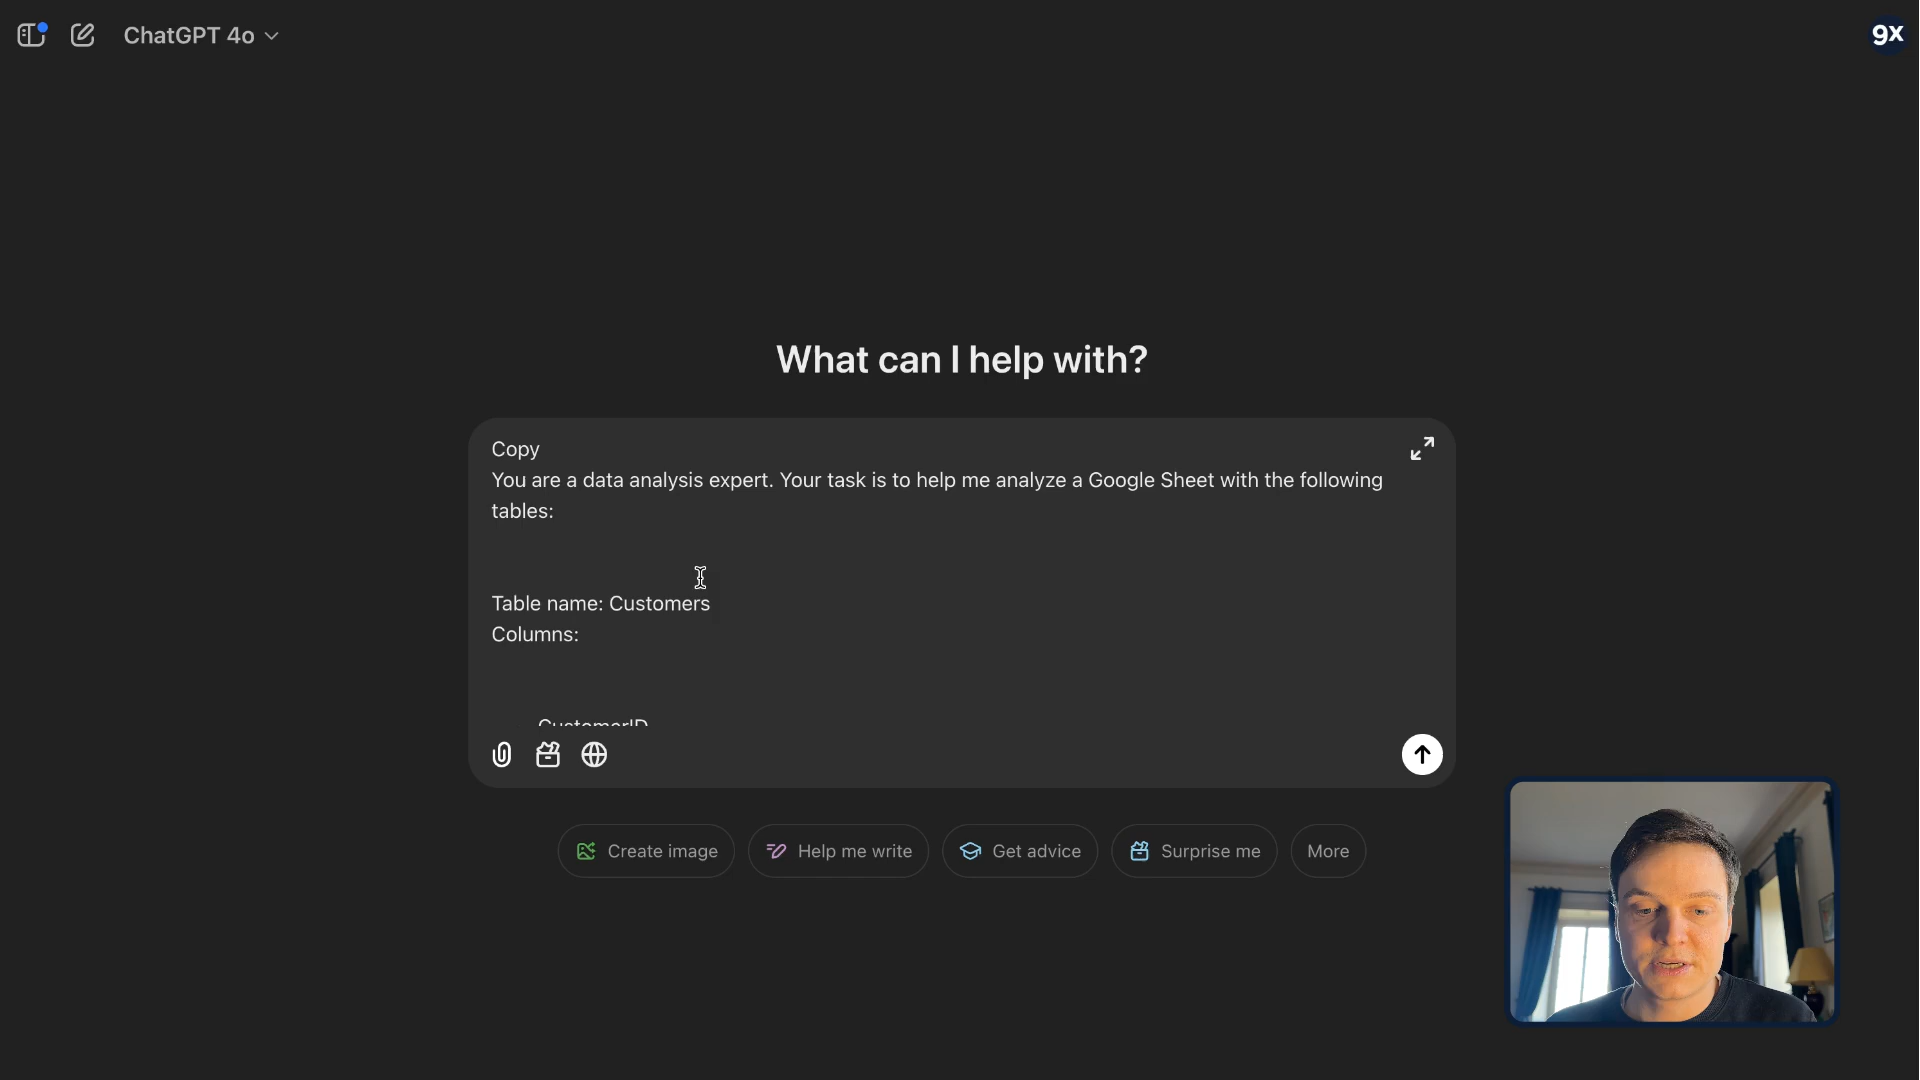 ChatGPT 4o
9x
What can I help with?
Copy
You are a data analysis expert. Your task is to help me analyze a Google Sheet with the following
tables:
Table name: Customers
Columns:
CustomerID
Create image
Help me write
Get advice
Surprise me
More